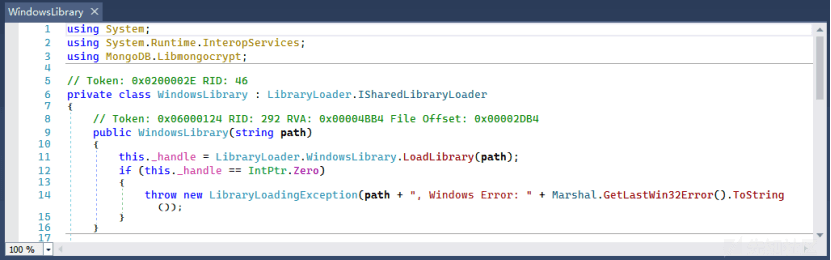 WindowsLibrary ✕
1 using System;
2 using System.Runtime.InteropServices;
3 using MongoDB.Libmongocrypt;
4
5 // Token: 0x0200002E RID: 46
6 private class WindowsLibrary : LibraryLoader.ISharedLibraryLoader
7 {
8 // Token: 0x06000124 RID: 292 RVA: 0x00004BB4 File Offset: 0x00002DB4
9 public WindowsLibrary(string path)
10 {
11 this._handle = LibraryLoader.WindowsLibrary.LoadLibrary(path);
12 if (this._handle == IntPtr.Zero)
13 {
14 throw new LibraryLoadingException(path + ", Windows Error: " + Marshal.GetLastWin32Error().ToString
());
15 }
16 }
17
100 %